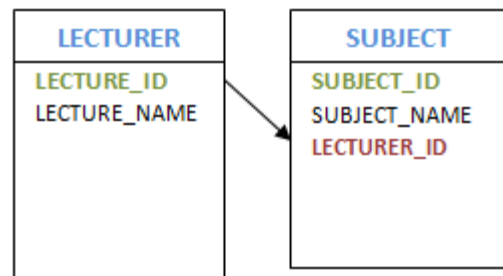 LECTURER
LECTURE_ID
LECTURE_NAME
SUBJECT
SUBJECT_ID
SUBJECT_NAME
LECTURER_ID